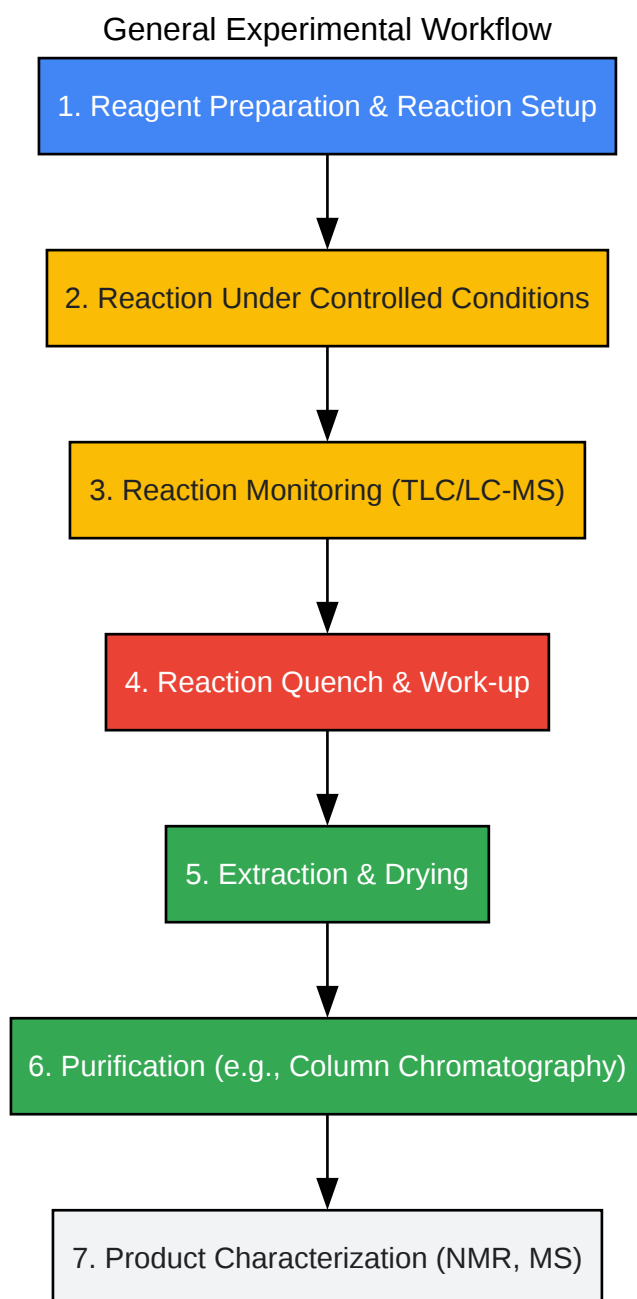 General Experimental Workflow
1. Reagent Preparation & Reaction Setup
2. Reaction Under Controlled Conditions
3. Reaction Monitoring (TLC/LC-MS)
4. Reaction Quench & Work-up
5. Extraction & Drying
6. Purification (e.g., Column Chromatography)
7. Product Characterization (NMR, MS)